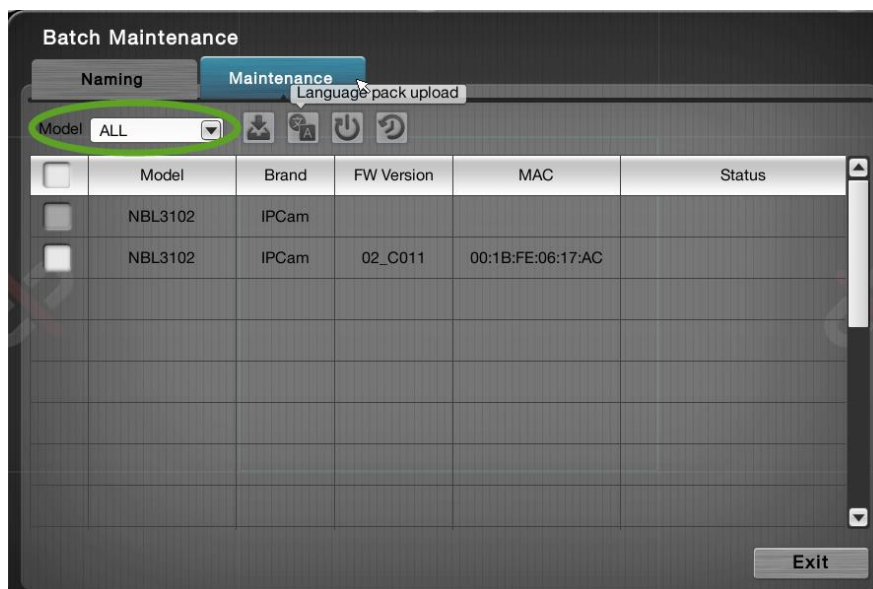 Batch Maintenance
Naming Maintenance
Language pack upload
Model ALL
Model Brand FW Version MAC Status
NBL3102 IPCam
NBL3102 IPCam 02_C011 00:1B:FE:06:17:AC
Exit